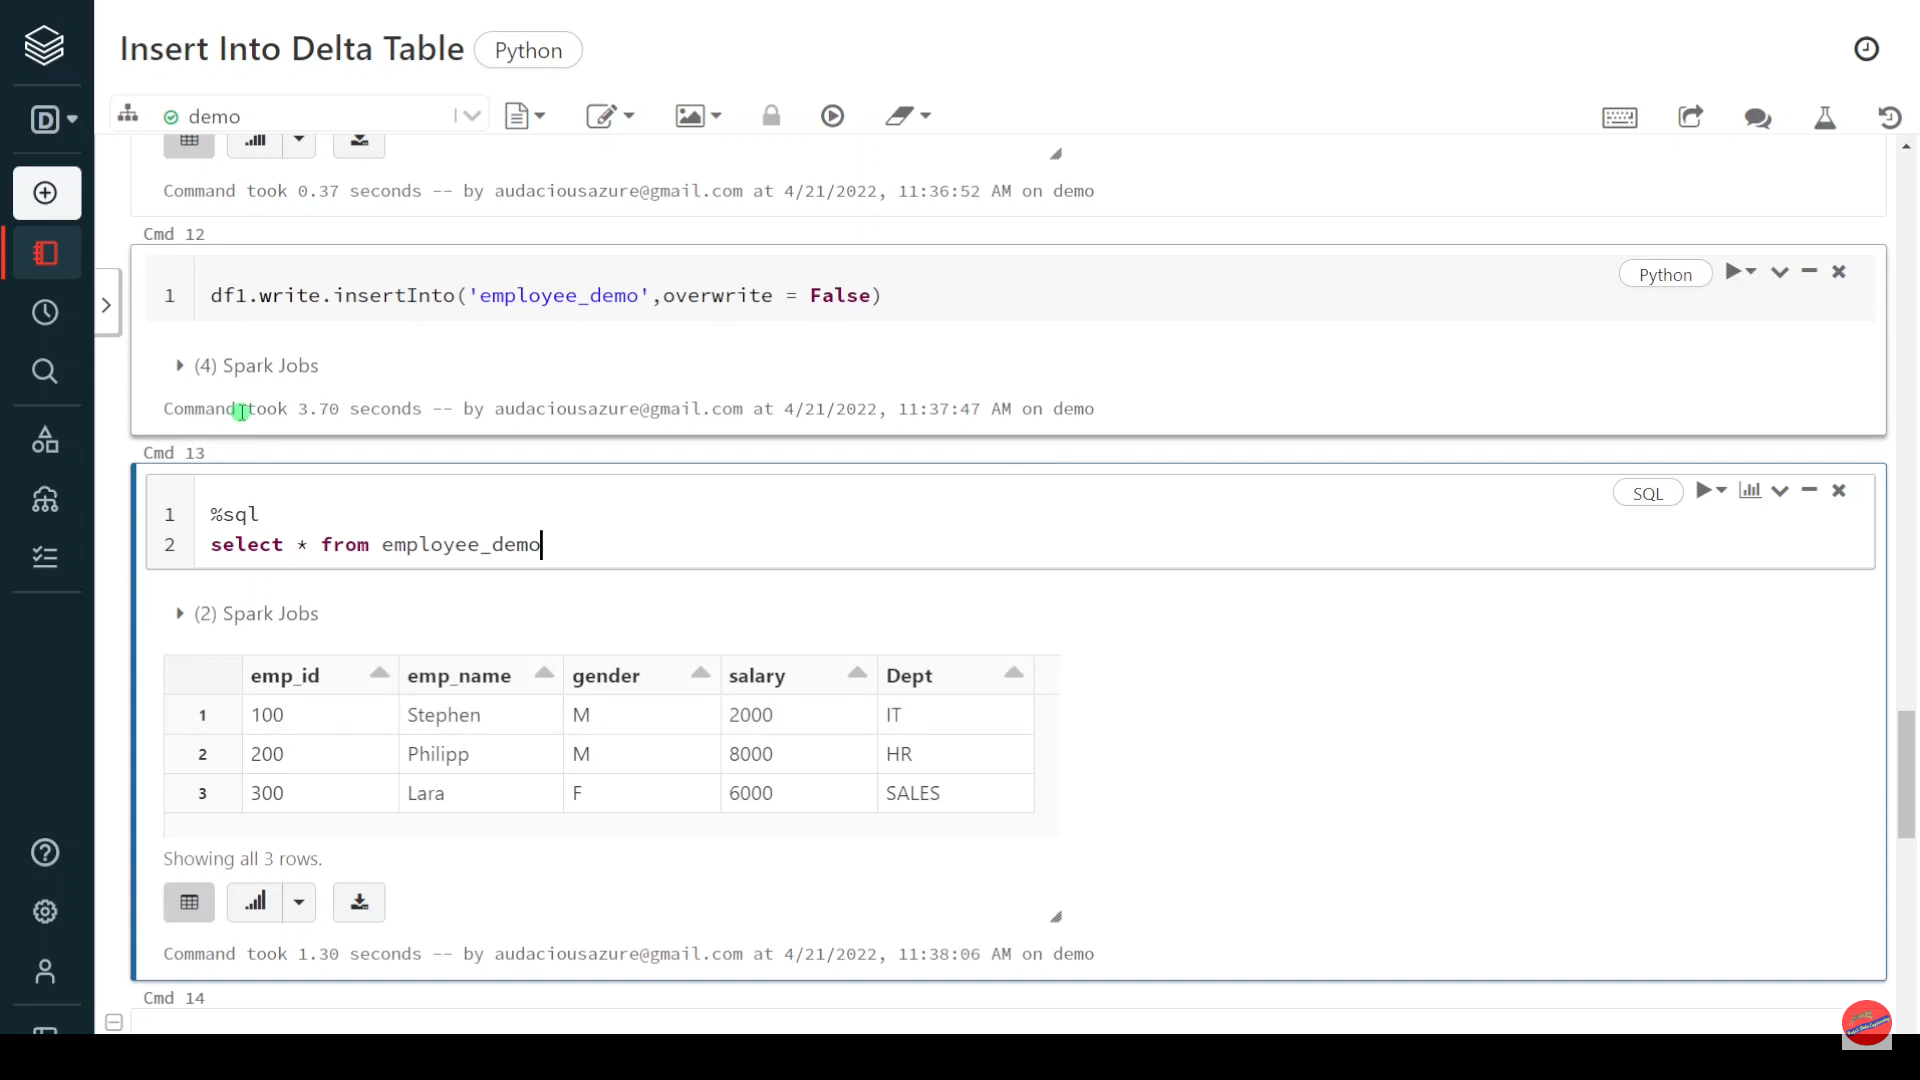 Insert Into Delta Table Python
D
demo
Command took 0.37 seconds -- by audaciousazure@gmail.com at 4/21/2022, 11:36:52 AM on demo
Cmd 12
Python
1 df1.write.insertInto('employee_demo',overwrite = False)
(4) Spark Jobs
Command took 3.70 seconds -- by audaciousazure@gmail.com at 4/21/2022, 11:37:47 AM on demo
Cmd 13
SQL
1 %sql
2 select * from employee_demo
(2) Spark Jobs
emp_id emp_name gender salary Dept
1 100 Stephen M 2000 IT
2 200 Philipp M 8000 HR
3 300 Lara F 6000 SALES
Showing all 3 rows.
Command took 1.30 seconds -- by audaciousazure@gmail.com at 4/21/2022, 11:38:06 AM on demo
Cmd 14